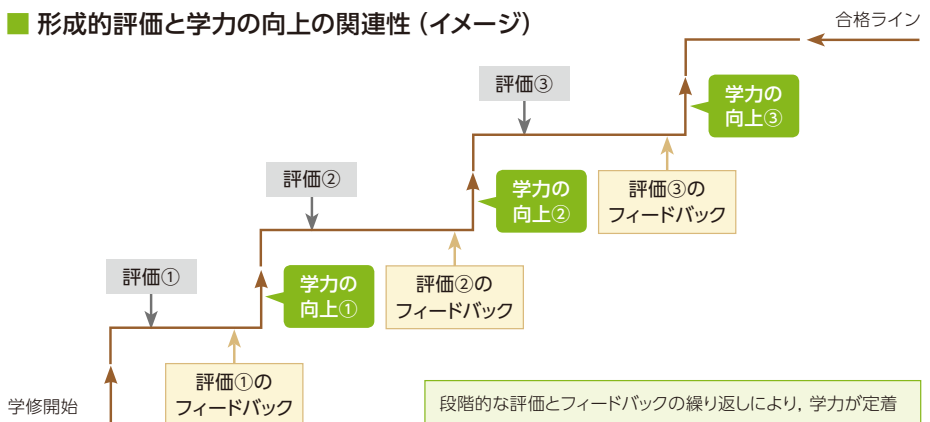 ■ 形成的評価と学力の向上の関連性（イメージ）
合格ライン
評価③
学力の
向上③
評価②
学力の
向上②
評価③の
フィードバック
評価①
学力の
向上①
評価②の
フィードバック
評価①の
フィードバック
学修開始
段階的な評価とフィードバックの繰り返しにより，学力が定着